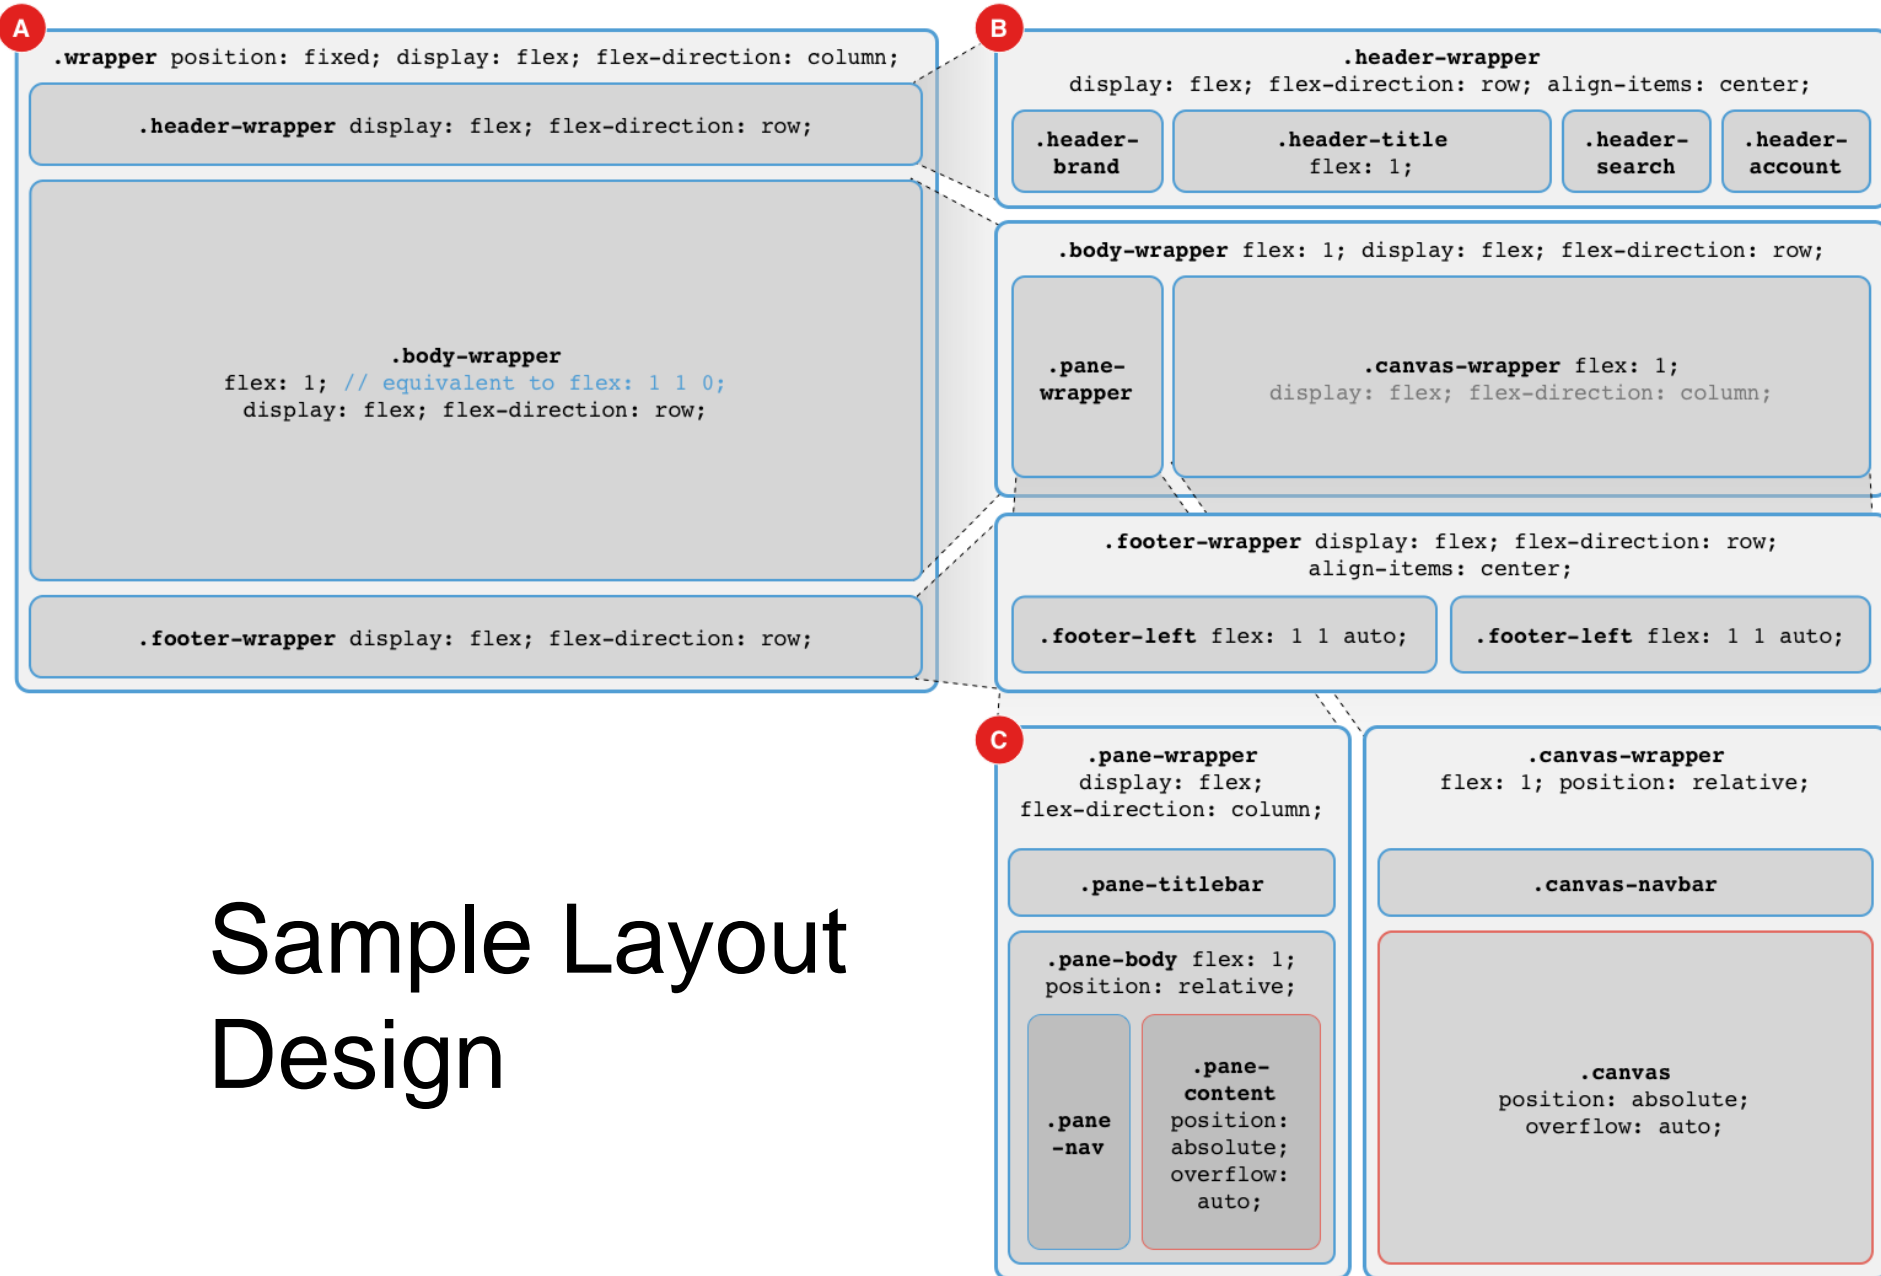 A
.wrapper position: fixed; display: flex; flex-direction: column;
.header-wrapper display: flex; flex-direction: row;
.body-wrapper
flex: 1; // equivalent to flex: 1 1 0;
display: flex; flex-direction: row;
.footer-wrapper display: flex; flex-direction: row;
B
.header-wrapper
display: flex; flex-direction: row; align-items: center;
.header-
brand
.header-title
flex: 1;
.header-
search
.header-
account
.body-wrapper flex: 1; display: flex; flex-direction: row;
.pane-
wrapper
.canvas-wrapper flex: 1;
display: flex; flex-direction: column;
.footer-wrapper display: flex; flex-direction: row;
align-items: center;
.footer-left flex: 1 1 auto;
.footer-left flex: 1 1 auto;
C
.pane-wrapper
display: flex;
flex-direction: column;
.pane-titlebar
.pane-body flex: 1;
position: relative;
.pane
-nav
.pane-
content
position:
absolute;
overflow:
auto;
.canvas-wrapper
flex: 1; position: relative;
.canvas-navbar
.canvas
position: absolute;
overflow: auto;
Sample Layout
Design